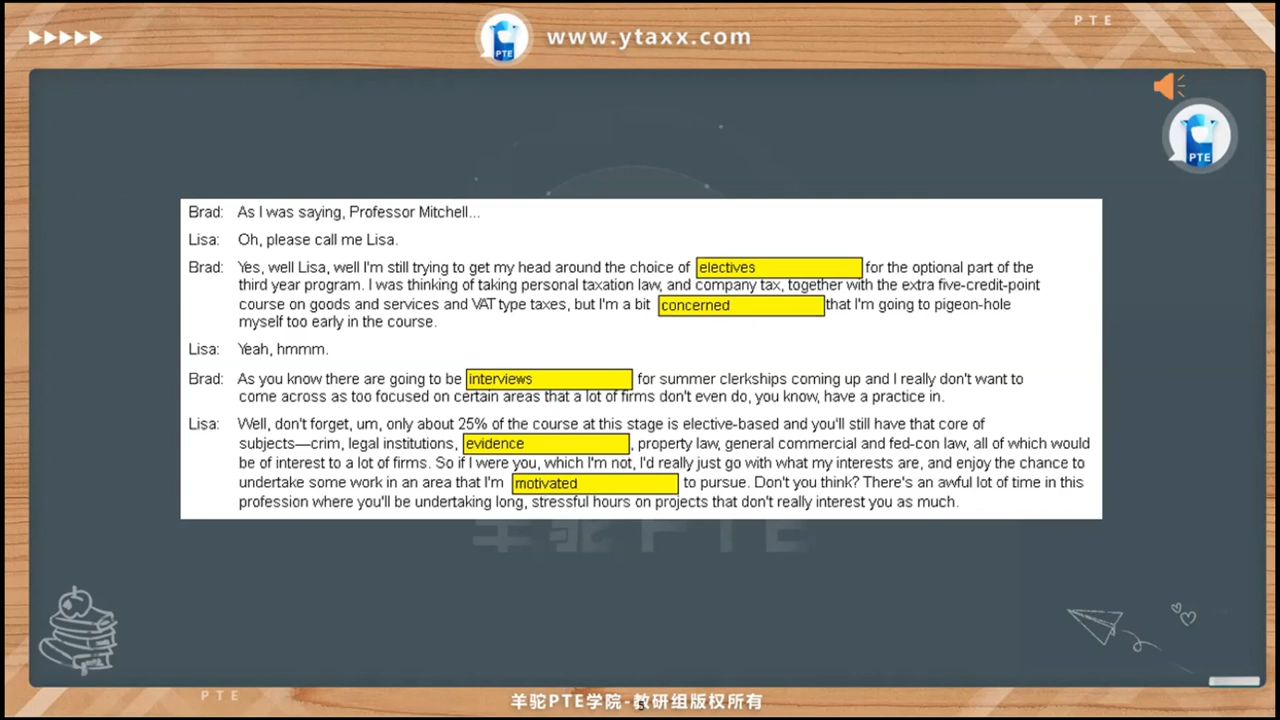 PTE
www.ytaxx.com
PTE
PTE
Brad: As I was saying, Professor Mitchell...
Lisa: Oh, please call me Lisa.
Brad: Yes, well Lisa, well I'm still trying to get my head around the choice of electives for the optional part of the
third year program. I was thinking of taking personal taxation law, and company tax, together with the extra five-credit-point
course on goods and services and VAT type taxes, but I'm a bit concerned that I'm going to pigeon-hole
myself too early in the course.
Lisa: Yeah, hmmm.
Brad: As you know there are going to be interviews for summer clerkships coming up and I really don't want to
come across as too focused on certain areas that a lot of firms don't even do, you know, have a practice in.
Lisa: Well, don't forget, um, only about 25% of the course at this stage is elective-based and you'll still have that core of
subjects—crim, legal institutions, evidence, property law, general commercial and fed-con law, all of which would
be of interest to a lot of firms. So if I were you, which I'm not, I'd really just go with what my interests are, and enjoy the chance to
undertake some work in an area that I'm motivated to pursue. Don't you think? There's an awful lot of time in this
profession where you'll be undertaking long, stressful hours on projects that don't really interest you as much.
羊驼PTE
PTE
羊驼PTE学院-教研组版权所有